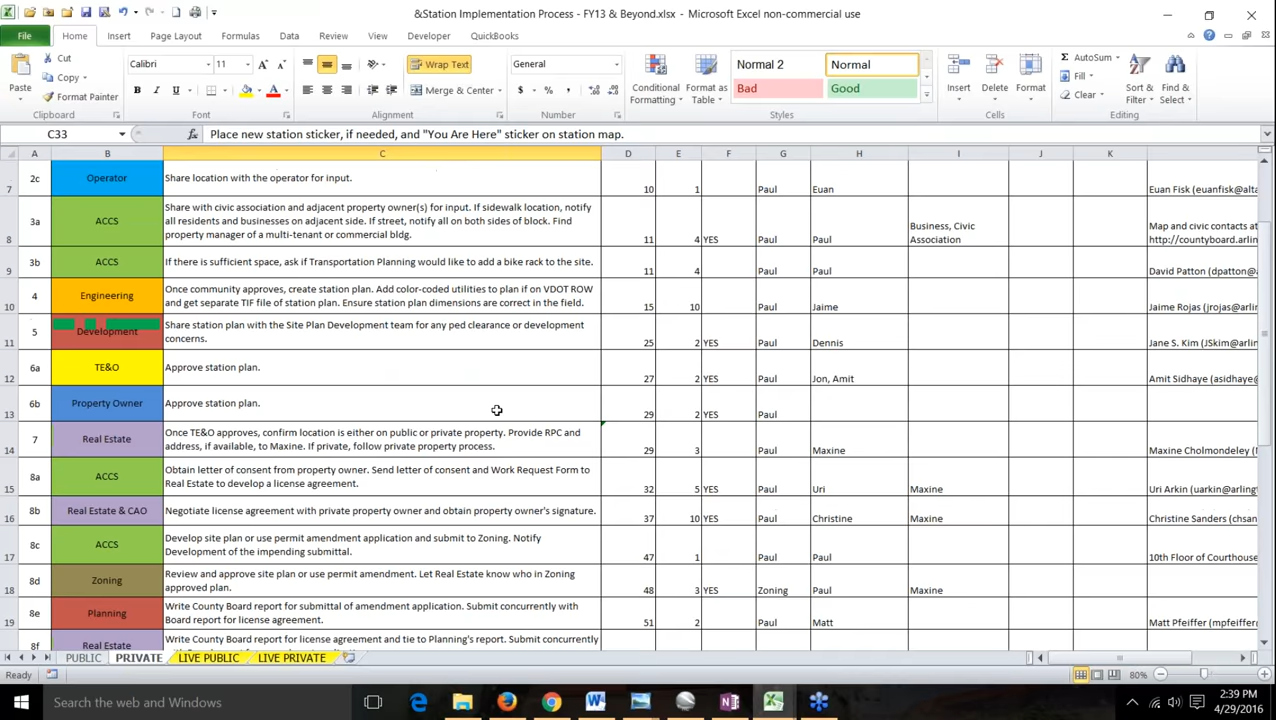 &Station Implementation Process - FY13 & Beyond.xlsx - Microsoft Excel non-commercial use
File Home Insert Page Layout Formulas Data Review View Developer QuickBooks
Cut
Copy
Format Painter
Paste
Clipboard
Calibri 11
B I U
Font
Wrap Text
Merge & Center
Alignment
General
$ % ,
Number
Conditional Formatting
Format as Table
Normal 2 Normal
Bad Good
Styles
Insert Delete Format
Cells
AutoSum
Fill
Clear
Sort & Filter
Find & Select
Editing
C33 fx Place new station sticker, if needed, and "You Are Here" sticker on station map.
A B C D E F G H I J K
7 2c Operator Share location with the operator for input. 10 1 Paul Euan Euan Fisk (euanfisk@alta
8 3a ACCS Share with civic association and adjacent property owner(s) for input. If sidewalk location, notify
all residents and businesses on adjacent side. If street, notify all on both sides of block. Find
property manager of a multi-tenant or commercial bldg. 11 4 YES Paul Paul Business, Civic Association Map and civic contacts at http://countyboard.arlin
9 3b ACCS If there is sufficient space, ask if Transportation Planning would like to add a bike rack to the site. 11 4 Paul Paul David Patton (dpatton@
10 4 Engineering Once community approves, create station plan. Add color-coded utilities to plan if on VDOT ROW
and get separate TIF file of station plan. Ensure station plan dimensions are correct in the field. 15 10 Paul Jaime Jaime Rojas (jrojas@arl
11 5 Development Share station plan with the Site Plan Development team for any ped clearance or development
concerns. 25 2 YES Paul Dennis Jane S. Kim (JSkim@arla
12 6a TE&O Approve station plan. 27 2 YES Paul Jon, Amit Amit Sidhaye (asidhaye@
13 6b Property Owner Approve station plan. 29 2 YES Paul
14 7 Real Estate Once TE&O approves, confirm location is either on public or private property. Provide RPC and
address, if available, to Maxine. If private, follow private property process. 29 3 Paul Maxine Maxine Cholmondeley (
15 8a ACCS Obtain letter of consent from property owner. Send letter of consent and Work Request Form to
Real Estate to develop a license agreement. 32 5 YES Paul Uri Maxine Uri Arkin (uarkin@arling
16 8b Real Estate & CAO Negotiate license agreement with private property owner and obtain property owner's signature. 37 10 YES Paul Christine Maxine Christine Sanders (chsan
17 8c ACCS Develop site plan or use permit amendment application and submit to Zoning. Notify
Development of the impending submittal. 47 1 Paul Paul 10th Floor of Courthouse
18 8d Zoning Review and approve site plan or use permit amendment. Let Real Estate know who in Zoning
approved plan. 48 3 YES Zoning Paul Maxine
19 8e Planning Write County Board report for submittal of amendment application. Submit concurrently with
Board report for license agreement. 51 2 Paul Matt Matt Pfeiffer (mpfeiffer
8f Real Estate Write County Board report for license agreement and tie to Planning's report. Submit concurrently
PUBLIC PRIVATE LIVE PUBLIC LIVE PRIVATE
Ready 80%
Search the web and Windows
2:39 PM
4/29/2016